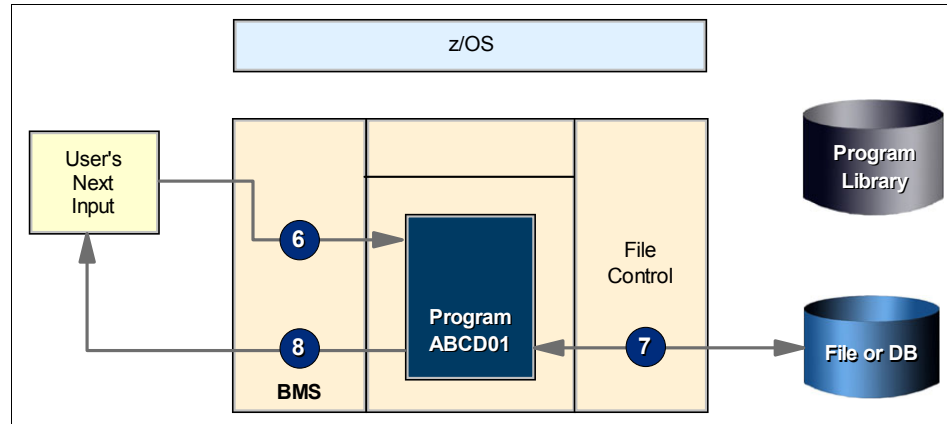 z/OS
User's
Next
Input
Program
Library
6
File
Control
Program
ABCD01
8
7
File or DB
BMS